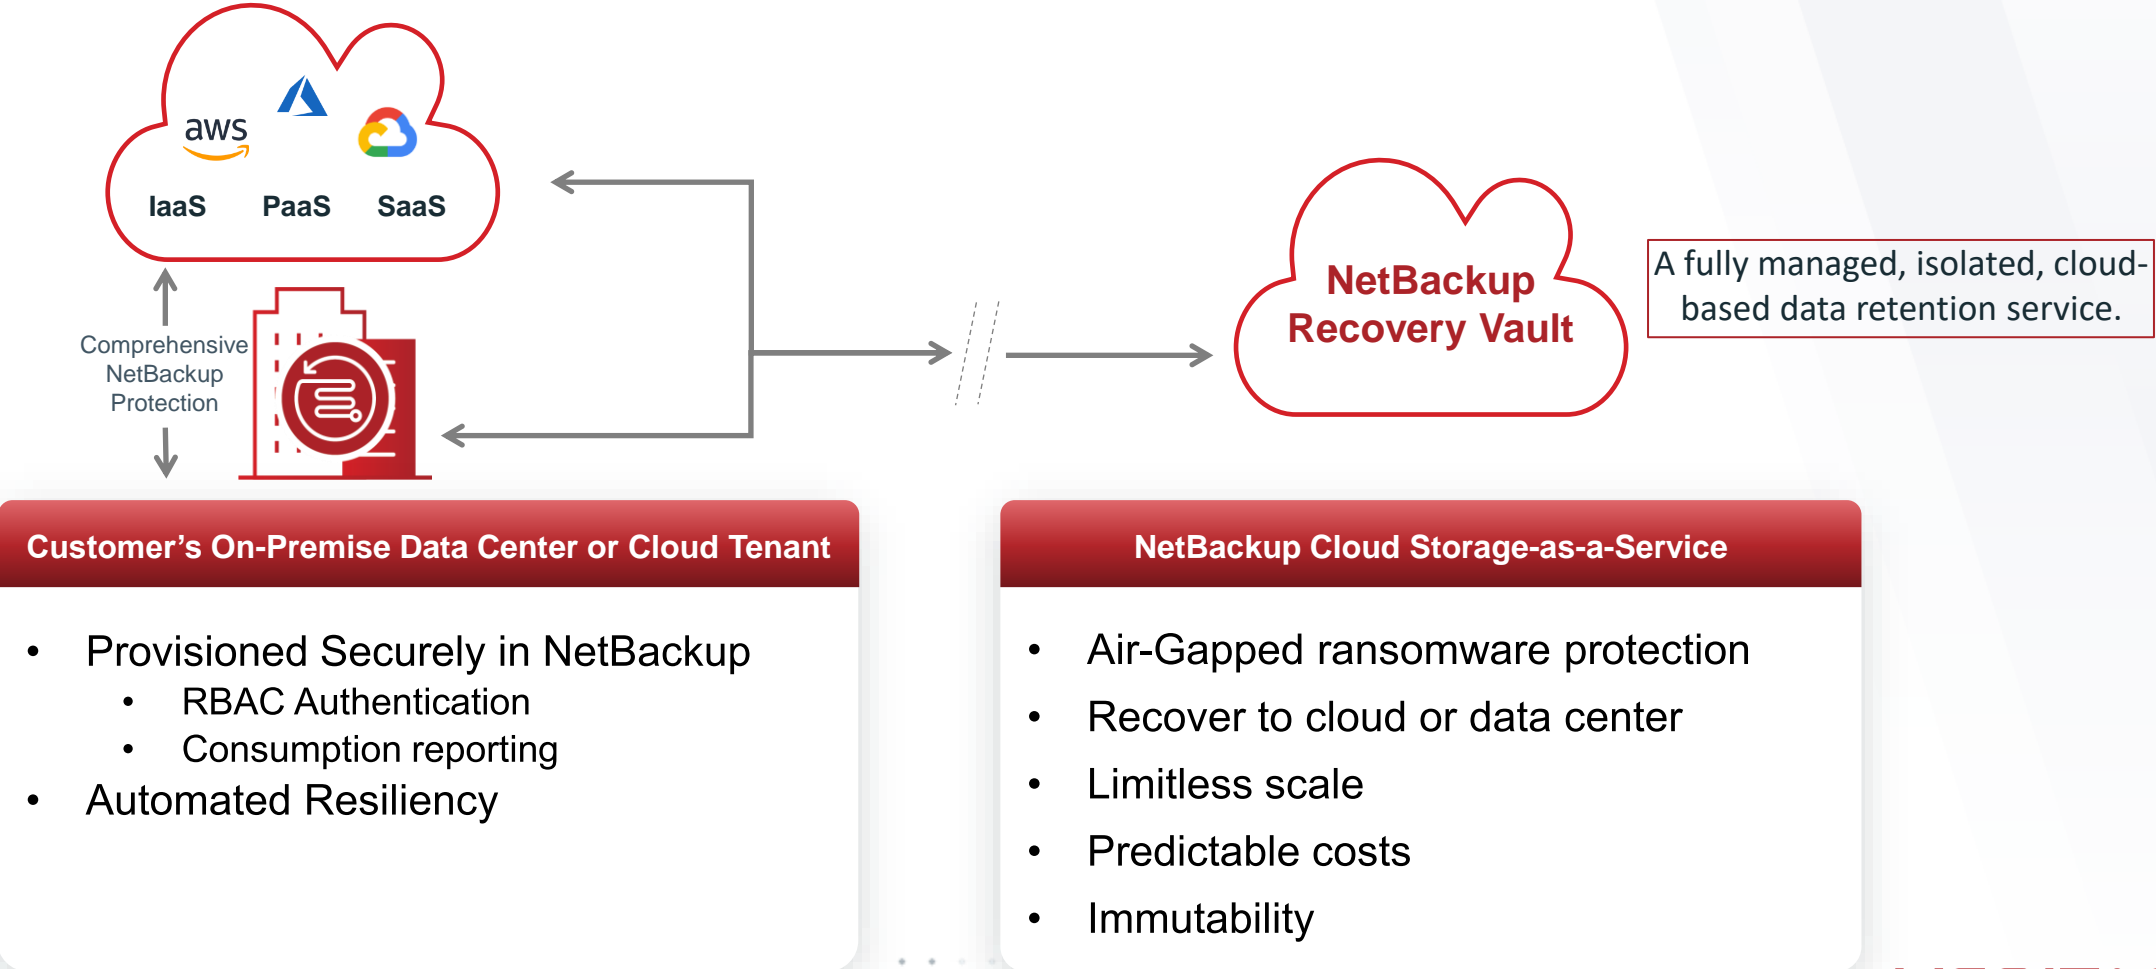 aws
IaaS PaaS SaaS
Comprehensive
NetBackup
Protection
NetBackup
Recovery Vault
A fully managed, isolated, cloud-
based data retention service.
Customer’s On-Premise Data Center or Cloud Tenant
• Provisioned Securely in NetBackup
• RBAC Authentication
• Consumption reporting
• Automated Resiliency
NetBackup Cloud Storage-as-a-Service
• Air-Gapped ransomware protection
• Recover to cloud or data center
• Limitless scale
• Predictable costs
• Immutability